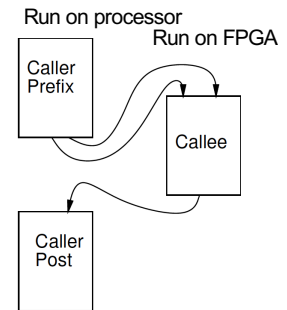 Run on processor
Run on FPGA
Caller
Prefix
Callee
Caller
Post